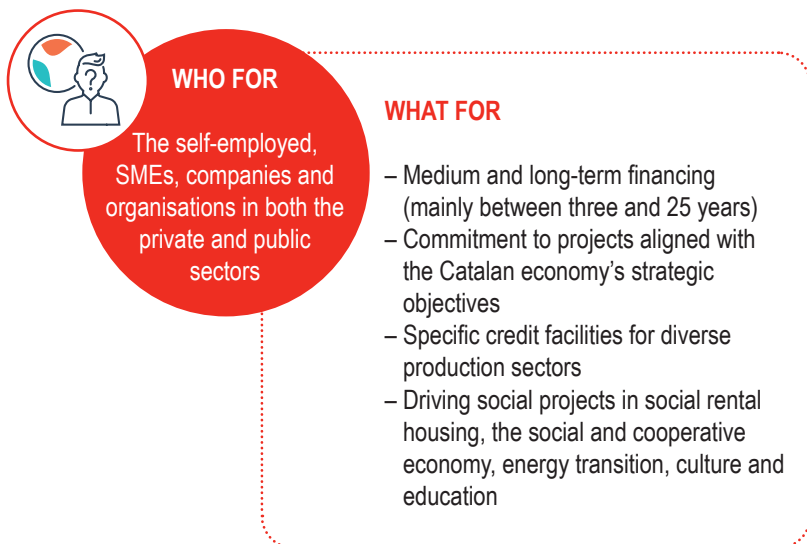 WHO FOR
The self-employed,
SMEs, companies and
organisations in both the
private and public
sectors
WHAT FOR
– Medium and long-term financing
(mainly between three and 25 years)
– Commitment to projects aligned with
the Catalan economy’s strategic
objectives
– Specific credit facilities for diverse
production sectors
– Driving social projects in social rental
housing, the social and cooperative
economy, energy transition, culture and
education